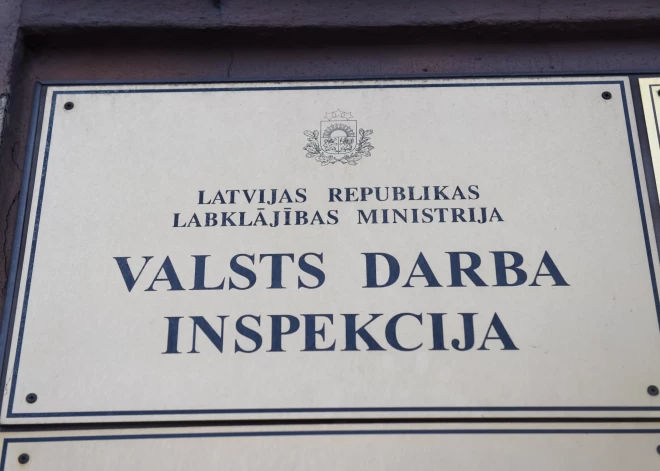 LATVIJAS REPUBLIKAS
LABKLĀJĪBAS MINISTRIJA
VALSTS DARBA
INSPEKCIJA